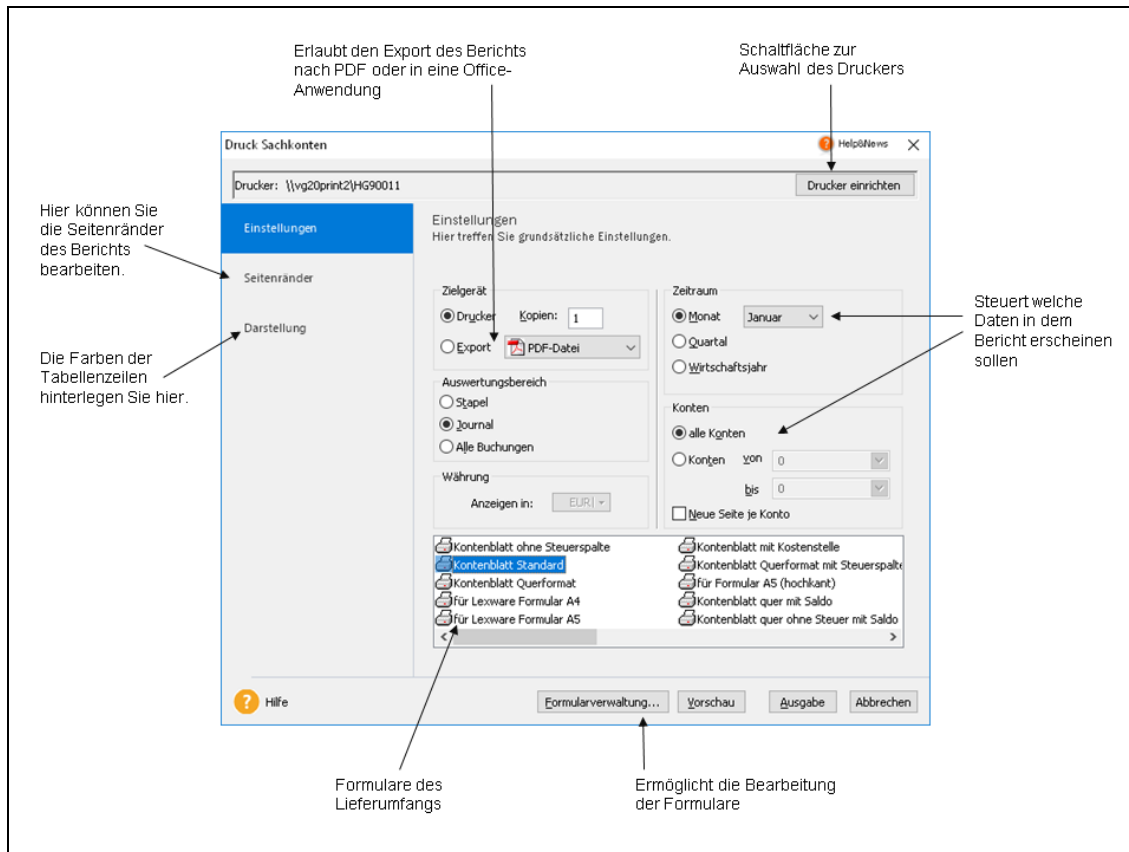 Erlaubt den Export des Berichts
nach PDF oder in eine Office-
Anwendung
Schaltfläche zur
Auswahl des Druckers
Druck Sachkonten
? Help&News
Drucker: \\vg20print2\HG90011
Drucker einrichten
Hier können Sie
die Seitenränder
des Berichts
bearbeiten.
Die Farben der
Tabellenzeilen
hinterlegen Sie hier.
Einstellungen
Seitenränder
Darstellung
Einstellungen
Hier treffen Sie grundsätzliche Einstellungen.
Zielgerät
Drucker Kopien: 1
Export PDF-Datei
Auswertungsbereich
Stapel
Journal
Alle Buchungen
Währung
Anzeigen in: EUR
Zeitraum
Monat Januar
Quartal
Wirtschaftsjahr
Konten
alle Konten
Konten von 0
bis 0
Neue Seite je Konto
Steuert welche
Daten in dem
Bericht erscheinen
sollen
Kontenblatt ohne Steuerspalte
Kontenblatt Standard
Kontenblatt Querformat
für Lexware Formular A4
für Lexware Formular A5
Kontenblatt mit Kostenstelle
Kontenblatt Querformat mit Steuerspalte
für Formular A5 (hochkant)
Kontenblatt quer mit Saldo
Kontenblatt quer ohne Steuer mit Saldo
? Hilfe
Formularverwaltung... Vorschau Ausgabe Abbrechen
Formulare des
Lieferumfangs
Ermöglicht die Bearbeitung
der Formulare